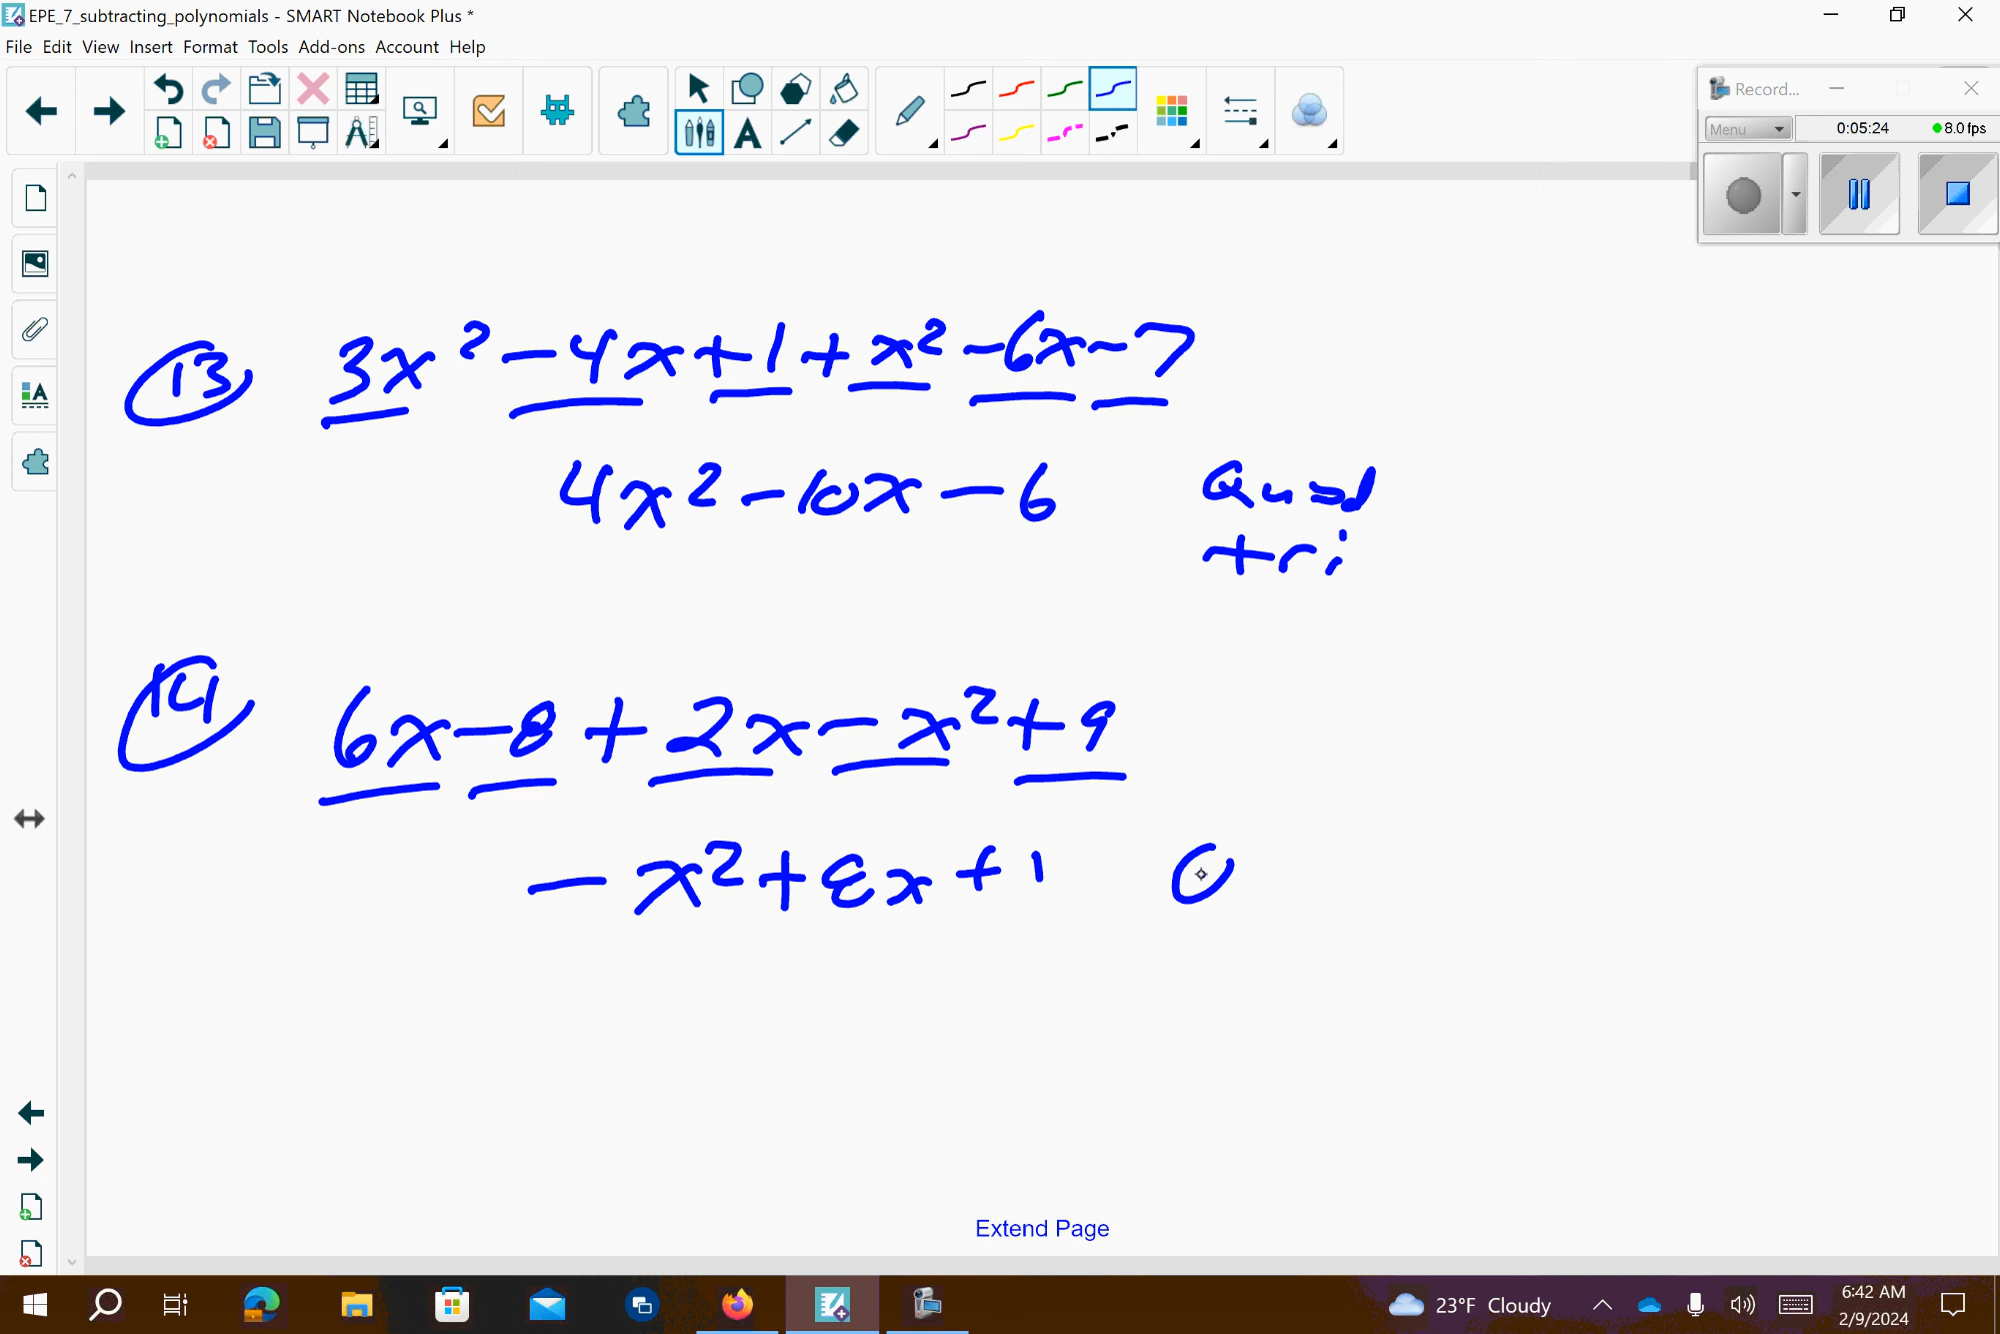 EPE_7_subtracting_polynomials - SMART Notebook Plus *
File Edit View Insert Format Tools Add-ons Account Help
Record...
Menu 0:05:24 8.0 fps
13 3x² - 4x + 1 + x² - 6x - 7
4x² - 10x - 6 Quad
tri
14 6x - 8 + 2x - x² + 9
- x² + 8x + 1
Extend Page
23°F Cloudy
6:42 AM
2/9/2024